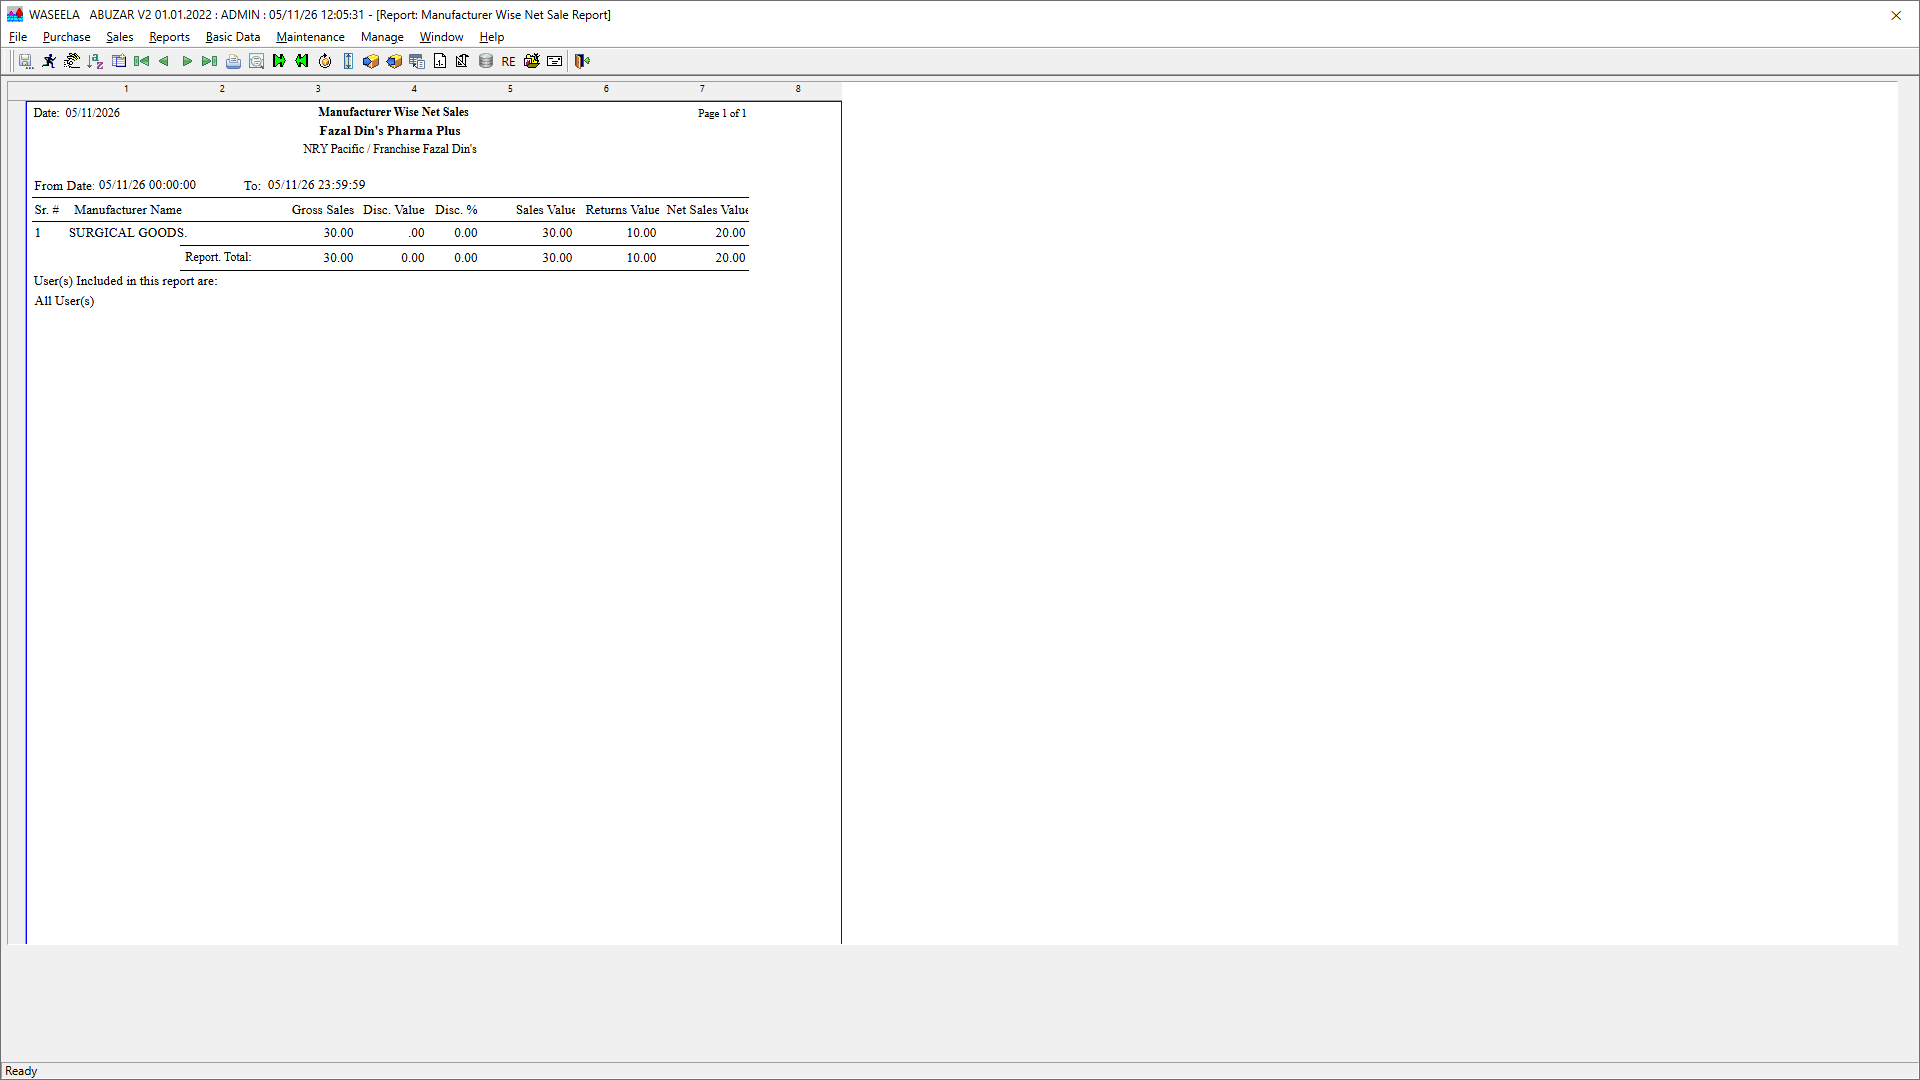 WASEELA ABUZAR V2 01.01.2022 : ADMIN : 05/11/26 12:05:31 - [Report: Manufacturer Wise Net Sale Report]
File Purchase Sales Reports Basic Data Maintenance Manage Window Help
RE
1 2 3 4 5 6 7 8
Date: 05/11/2026 Manufacturer Wise Net Sales Page 1 of 1
Fazal Din's Pharma Plus
NRY Pacific / Franchise Fazal Din's
From Date: 05/11/26 00:00:00 To: 05/11/26 23:59:59
Sr. # Manufacturer Name Gross Sales Disc. Value Disc. % Sales Value Returns Value Net Sales Value
1 SURGICAL GOODS. 30.00 .00 0.00 30.00 10.00 20.00
Report. Total: 30.00 0.00 0.00 30.00 10.00 20.00
User(s) Included in this report are:
All User(s)
Ready